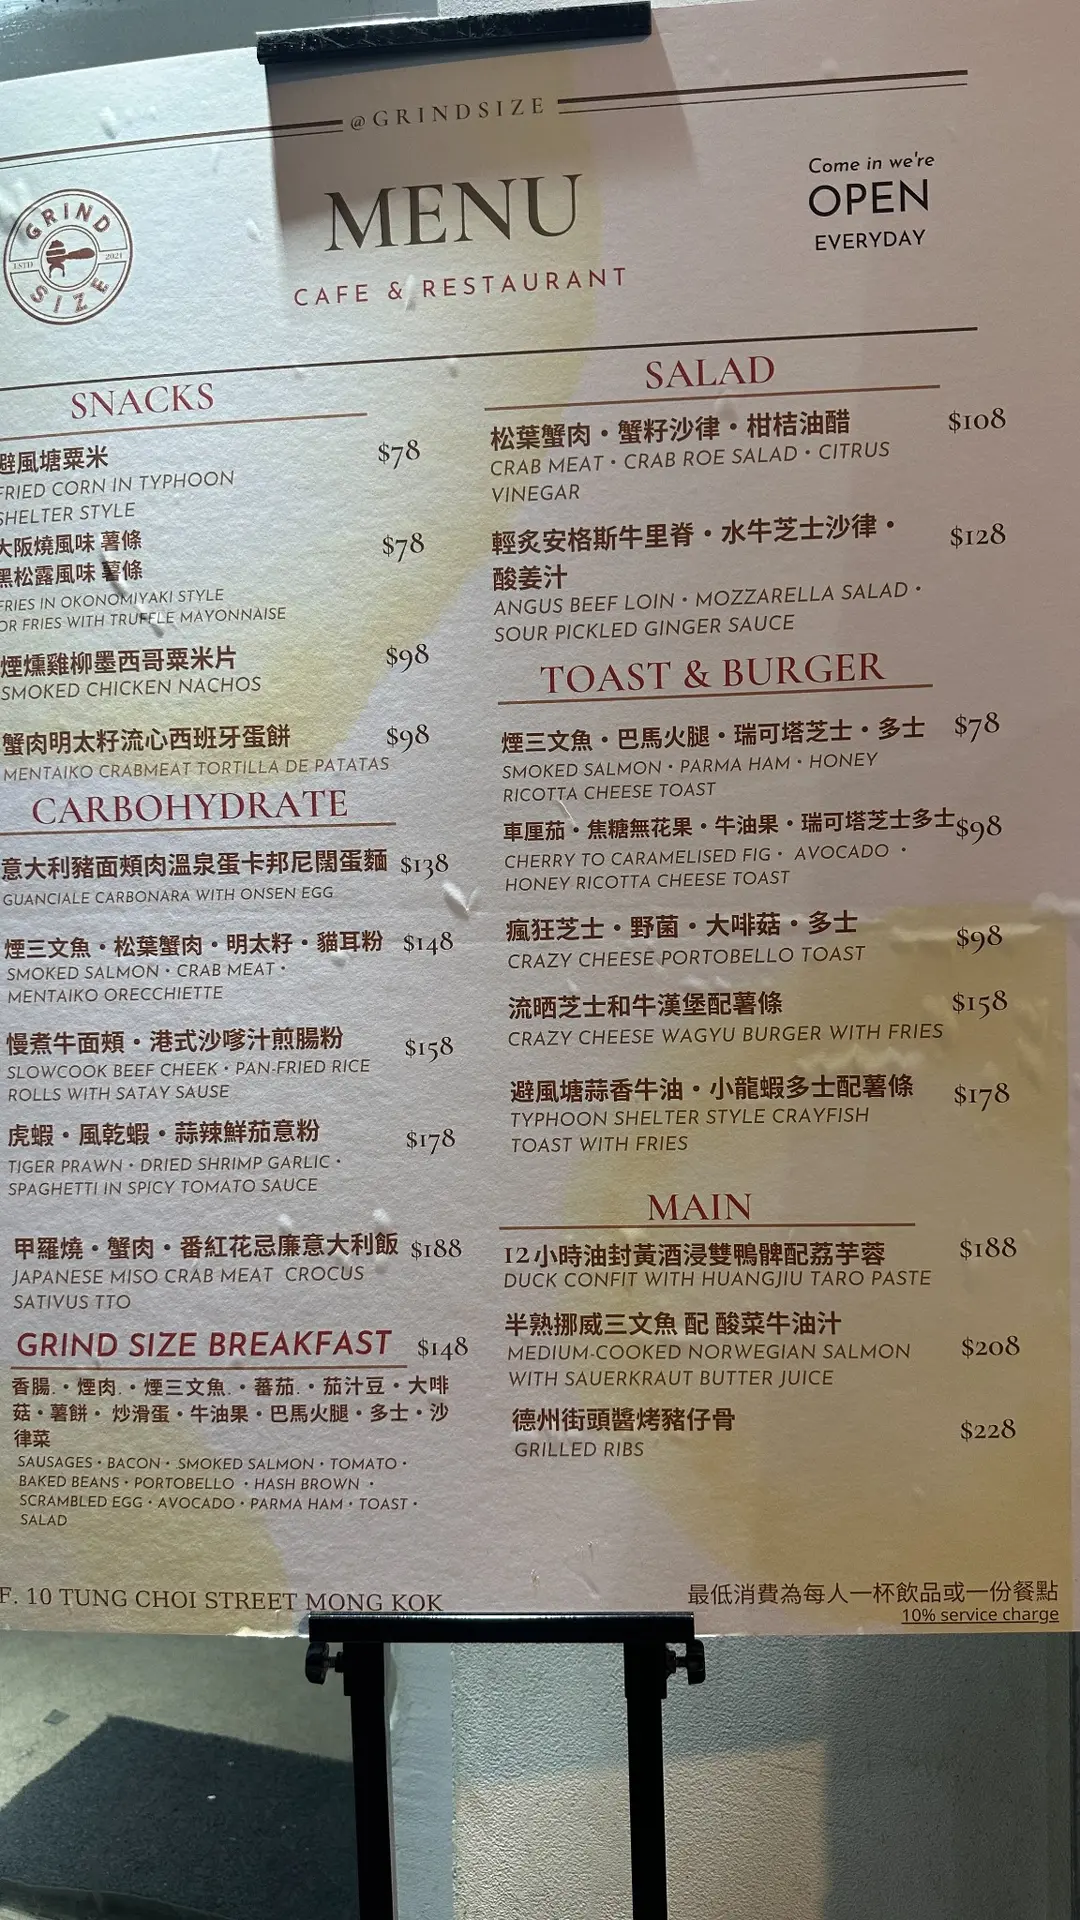 @GRINDSIZE
MENU
CAFE & RESTAURANT
Come in we're
OPEN
EVERYDAY
GRIND
ESTD 2021
SIZE
SNACKS
避風塘粟米 $78
FRIED CORN IN TYPHOON
SHELTER STYLE
大阪燒風味 薯條 $78
黑松露風味 薯條
FRIES IN OKONOMIYAKI STYLE
OR FRIES WITH TRUFFLE MAYONNAISE
煙燻雞柳墨西哥粟米片 $98
SMOKED CHICKEN NACHOS
蟹肉明太籽流心西班牙蛋餅 $98
MENTAIKO CRABMEAT TORTILLA DE PATATAS
CARBOHYDRATE
意大利豬面頰肉溫泉蛋卡邦尼闊蛋麵 $138
GUANCIALE CARBONARA WITH ONSEN EGG
煙三文魚・松葉蟹肉・明太籽・貓耳粉 $148
SMOKED SALMON・CRAB MEAT・
MENTAIKO ORECCHIETTE
慢煮牛面頰・港式沙嗲汁煎腸粉 $158
SLOWCOOK BEEF CHEEK・PAN-FRIED RICE
ROLLS WITH SATAY SAUSE
虎蝦・風乾蝦・蒜辣鮮茄意粉 $178
TIGER PRAWN・DRIED SHRIMP GARLIC・
SPAGHETTI IN SPICY TOMATO SAUCE
甲羅燒・蟹肉・番紅花忌廉意大利飯 $188
JAPANESE MISO CRAB MEAT CROCUS
SATIVUS TTO
GRIND SIZE BREAKFAST $148
香腸.・煙肉.・煙三文魚.・蕃茄.・茄汁豆・大啡
菇・薯餅・ 炒滑蛋・牛油果・巴馬火腿・多士・沙
律菜
SAUSAGES・BACON・SMOKED SALMON・TOMATO・
BAKED BEANS・PORTOBELLO ・HASH BROWN ・
SCRAMBLED EGG・AVOCADO・PARMA HAM・TOAST・
SALAD
SALAD
松葉蟹肉・蟹籽沙律・柑桔油醋 $108
CRAB MEAT・CRAB ROE SALAD・CITRUS
VINEGAR
輕炙安格斯牛里脊・水牛芝士沙律・ $128
酸姜汁
ANGUS BEEF LOIN・MOZZARELLA SALAD・
SOUR PICKLED GINGER SAUCE
TOAST & BURGER
煙三文魚・巴馬火腿・瑞可塔芝士・多士 $78
SMOKED SALMON・PARMA HAM・HONEY
RICOTTA CHEESE TOAST
車厘茄・焦糖無花果・牛油果・瑞可塔芝士多士 $98
CHERRY TO CARAMELISED FIG・ AVOCADO ・
HONEY RICOTTA CHEESE TOAST
瘋狂芝士・野菌・大啡菇・多士 $98
CRAZY CHEESE PORTOBELLO TOAST
流晒芝士和牛漢堡配薯條 $158
CRAZY CHEESE WAGYU BURGER WITH FRIES
避風塘蒜香牛油・小龍蝦多士配薯條 $178
TYPHOON SHELTER STYLE CRAYFISH
TOAST WITH FRIES
MAIN
12小時油封黃酒浸雙鴨髀配荔芋蓉 $188
DUCK CONFIT WITH HUANGJIU TARO PASTE
半熟挪威三文魚 配 酸菜牛油汁 $208
MEDIUM-COOKED NORWEGIAN SALMON
WITH SAUERKRAUT BUTTER JUICE
德州街頭醬烤豬仔骨 $228
GRILLED RIBS
F. 10 TUNG CHOI STREET MONG KOK
最低消費為每人一杯飲品或一份餐點
10% service charge